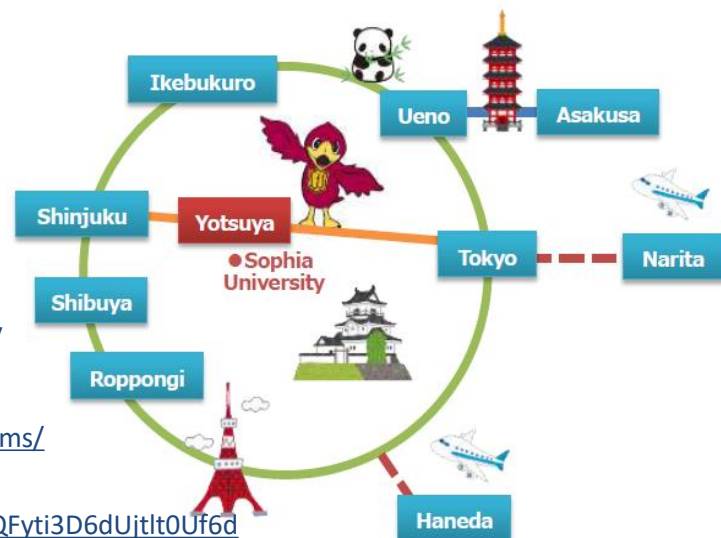 Ikebukuro
Ueno
Asakusa
Shinjuku
Yotsuya
Tokyo
Narita
Sophia
University
Shibuya
Roppongi
ms/
QFyti3D6dUjtlt0Uf6d
Haneda